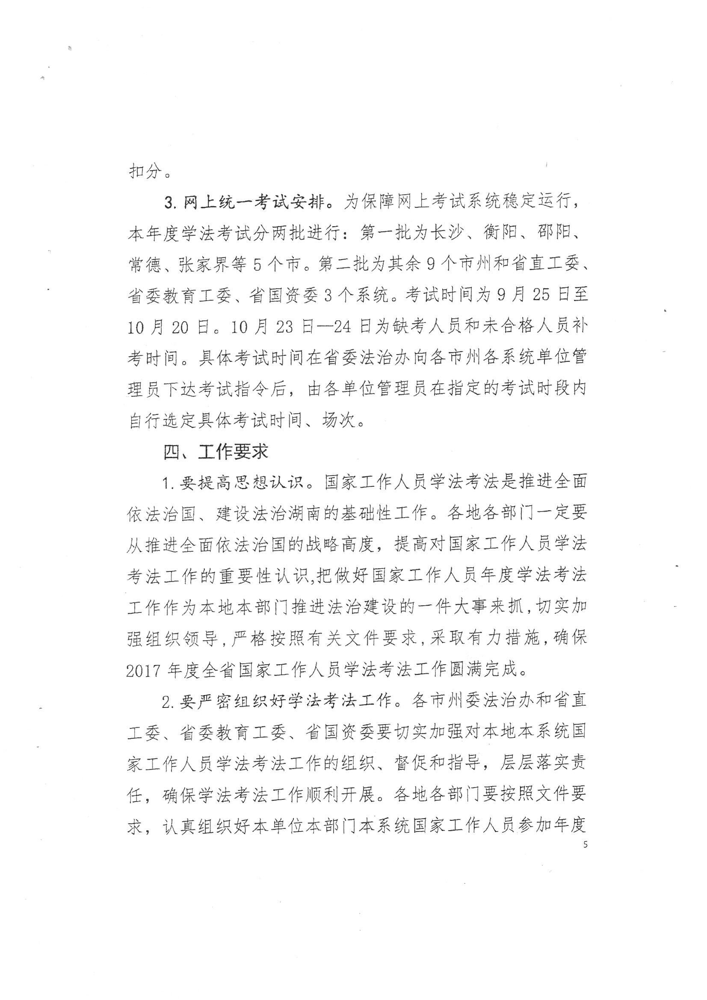 扣分。
3.网上统一考试安排。为保障网上考试系统稳定运行，
本年度学法考试分两批进行：第一批为长沙、衡阳、邵阳、
常德、张家界等5个市。第二批为其余9个市州和省直工委、
省委教育工委、省国资委3个系统。考试时间为9月25日至
10月20日。10月23日—24日为缺考人员和未合格人员补
考时间。具体考试时间在省委法治办向各市州各系统单位管
理员下达考试指令后，由各单位管理员在指定的考试时段内
自行选定具体考试时间、场次。
四、工作要求
1.要提高思想认识。国家工作人员学法考法是推进全面
依法治国、建设法治湖南的基础性工作。各地各部门一定要
从推进全面依法治国的战略高度，提高对国家工作人员学法
考法工作的重要性认识,把做好国家工作人员年度学法考法
工作作为本地本部门推进法治建设的一件大事来抓,切实加
强组织领导,严格按照有关文件要求,采取有力措施,确保
2017年度全省国家工作人员学法考法工作圆满完成。
2.要严密组织好学法考法工作。各市州委法治办和省直
工委、省委教育工委、省国资委要切实加强对本地本系统国
家工作人员学法考法工作的组织、督促和指导，层层落实责
任，确保学法考法工作顺利开展。各地各部门要按照文件要
求，认真组织好本单位本部门本系统国家工作人员参加年度
5